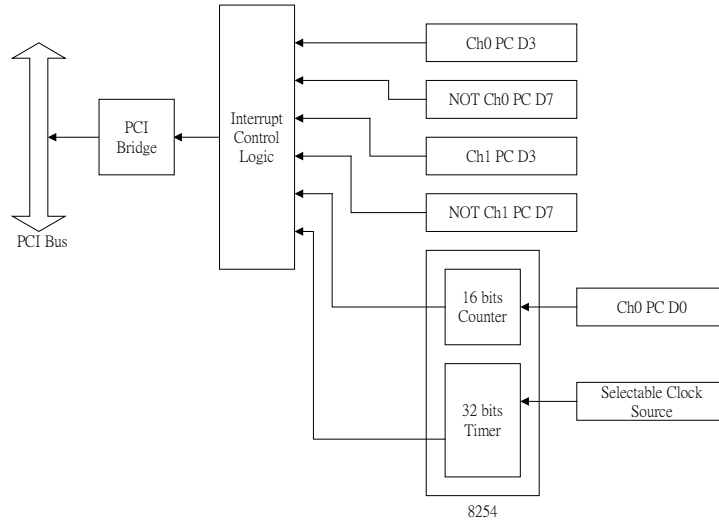 Ch0 PC D3
NOT Ch0 PC D7
PCI
Bridge
Interrupt
Control
Logic
Ch1 PC D3
NOT Ch1 PC D7
PCI Bus
16 bits
Counter
Ch0 PC D0
32 bits
Timer
Selectable Clock
Source
8254